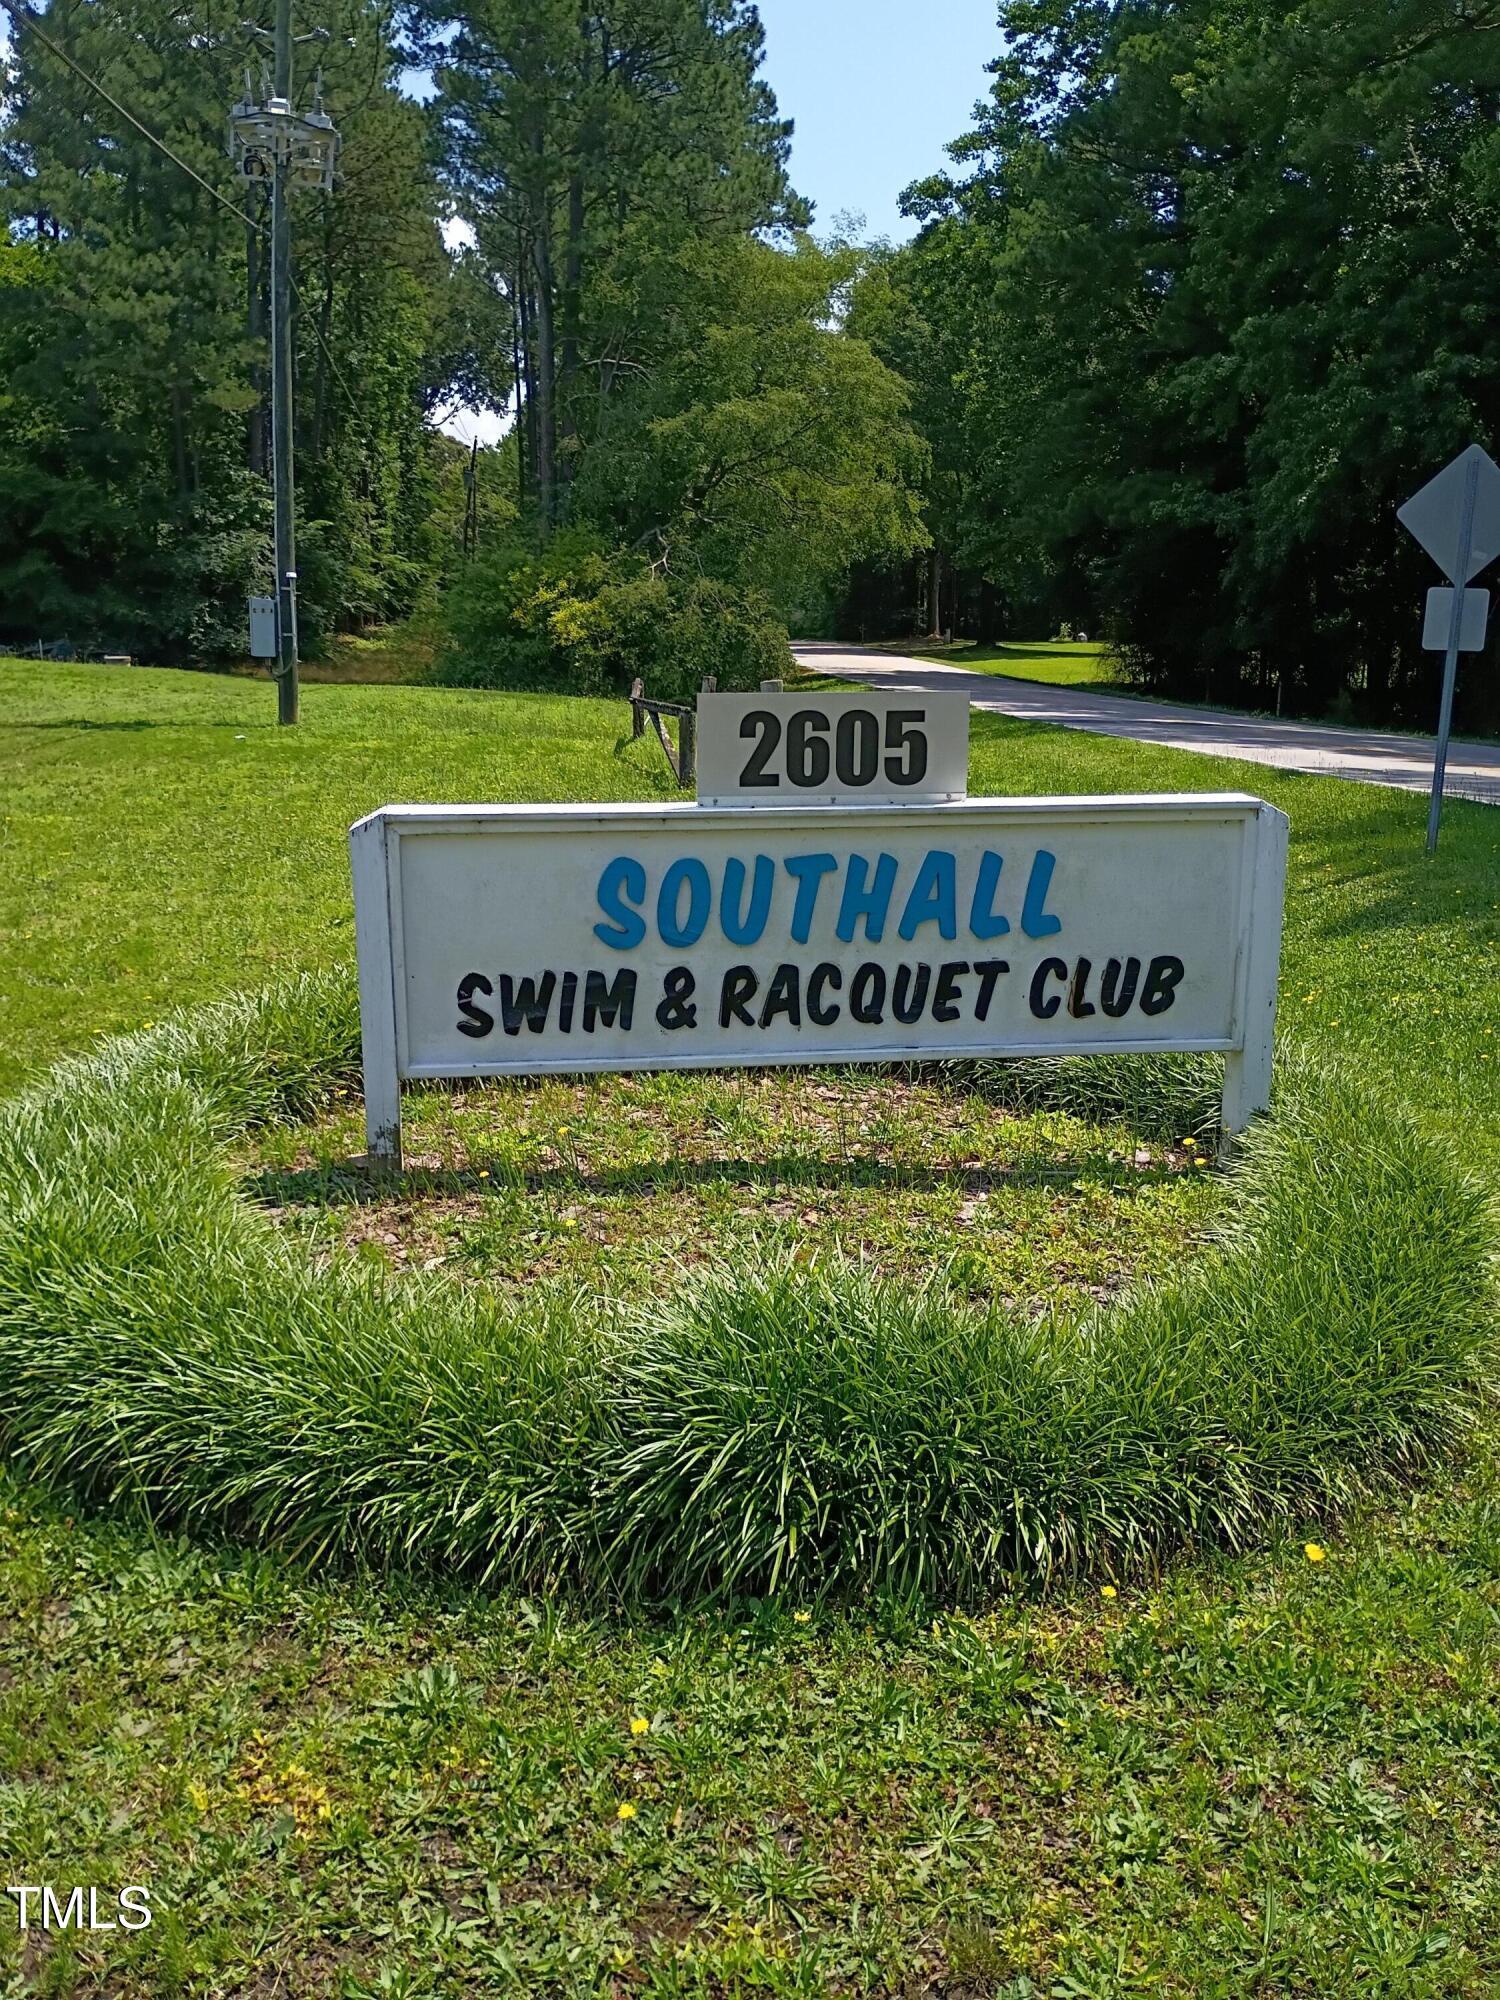 2605
SOUTHALL
SWIM & RACQUET CLUB
TMLS